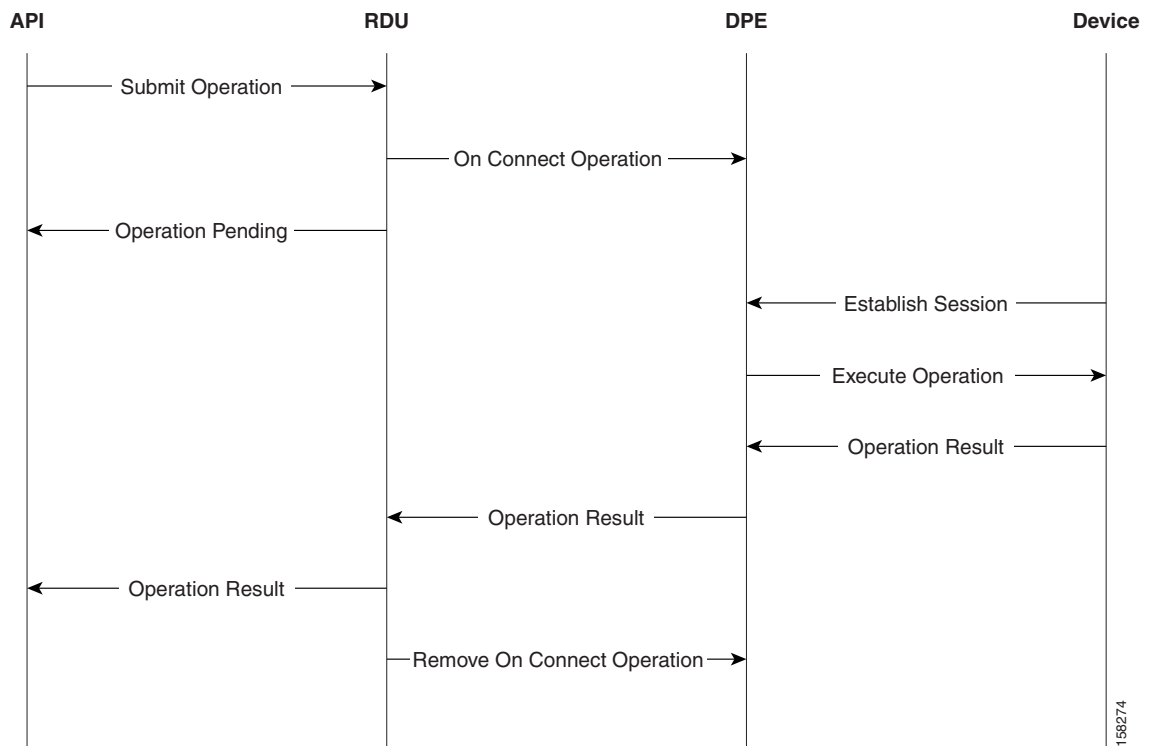 API
RDU
DPE
Device
Submit Operation
On Connect Operation
Operation Pending
Establish Session
Execute Operation
Operation Result
Operation Result
Operation Result
Remove On Connect Operation
158274